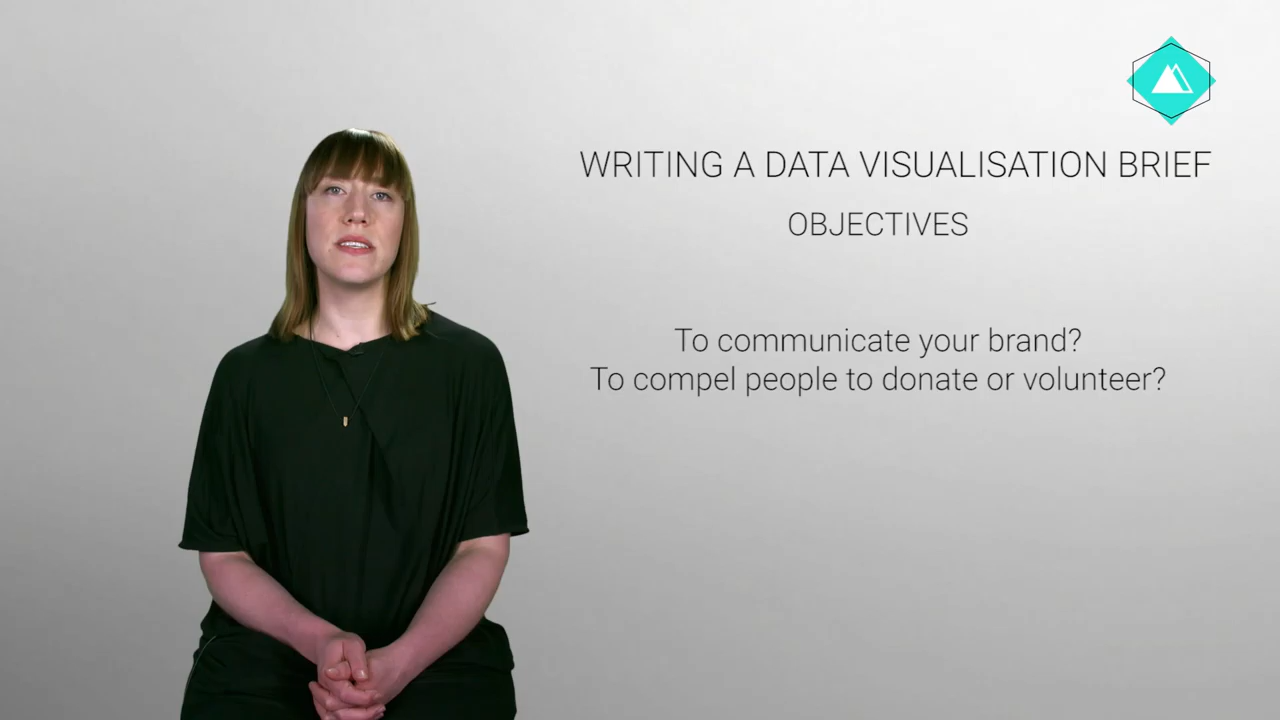 WRITING A DATA VISUALISATION BRIEF
OBJECTIVES
To communicate your brand?
To compel people to donate or volunteer?